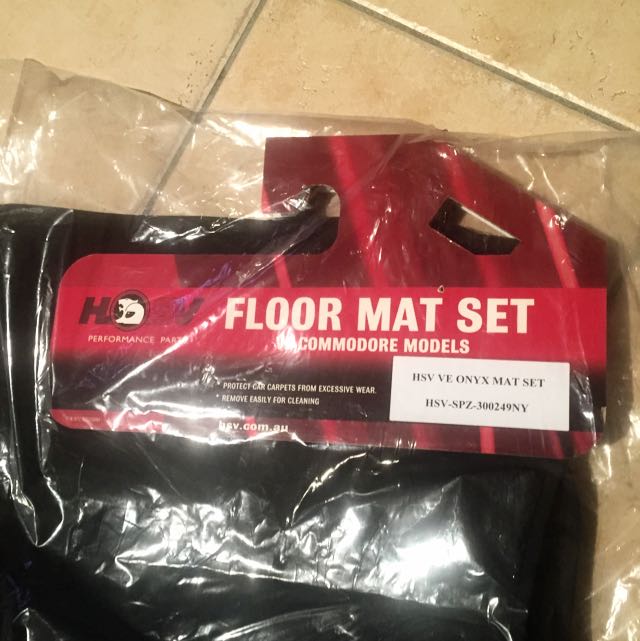 HSV
PERFORMANCE PARTS
FLOOR MAT SET
COMMODORE MODELS
· PROTECT CAR CARPETS FROM EXCESSIVE WEAR.
· REMOVE EASILY FOR CLEANING
hsv.com.au
HSV VE ONYX MAT SET
HSV-SPZ-300249NY